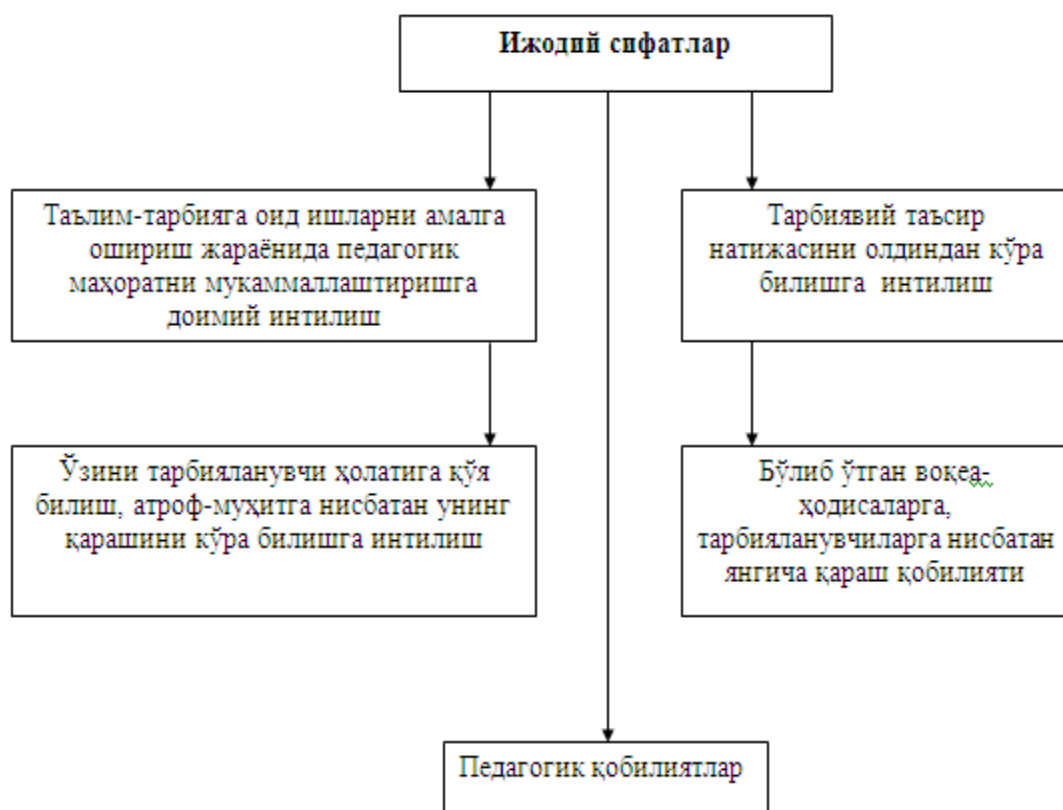 Ижодий сифатлар
Таълим-тарбияга оид ишларни амалга
ошириш жараёнида педагогик
маҳоратни мукаммаллаштиришга
доимий интилиш
Тарбиявий таъсир
натижасини олдиндан кўра
билишга интилиш
Ўзини тарбияланувчи ҳолатига қўя
билиш, атроф-муҳитга нисбатан унинг
қарашини кўра билишга интилиш
Бўлиб ўтган воқеа-
ҳодисаларга,
тарбияланувчиларга нисбатан
янгича қараш қобилияти
Педагогик қобилиятлар